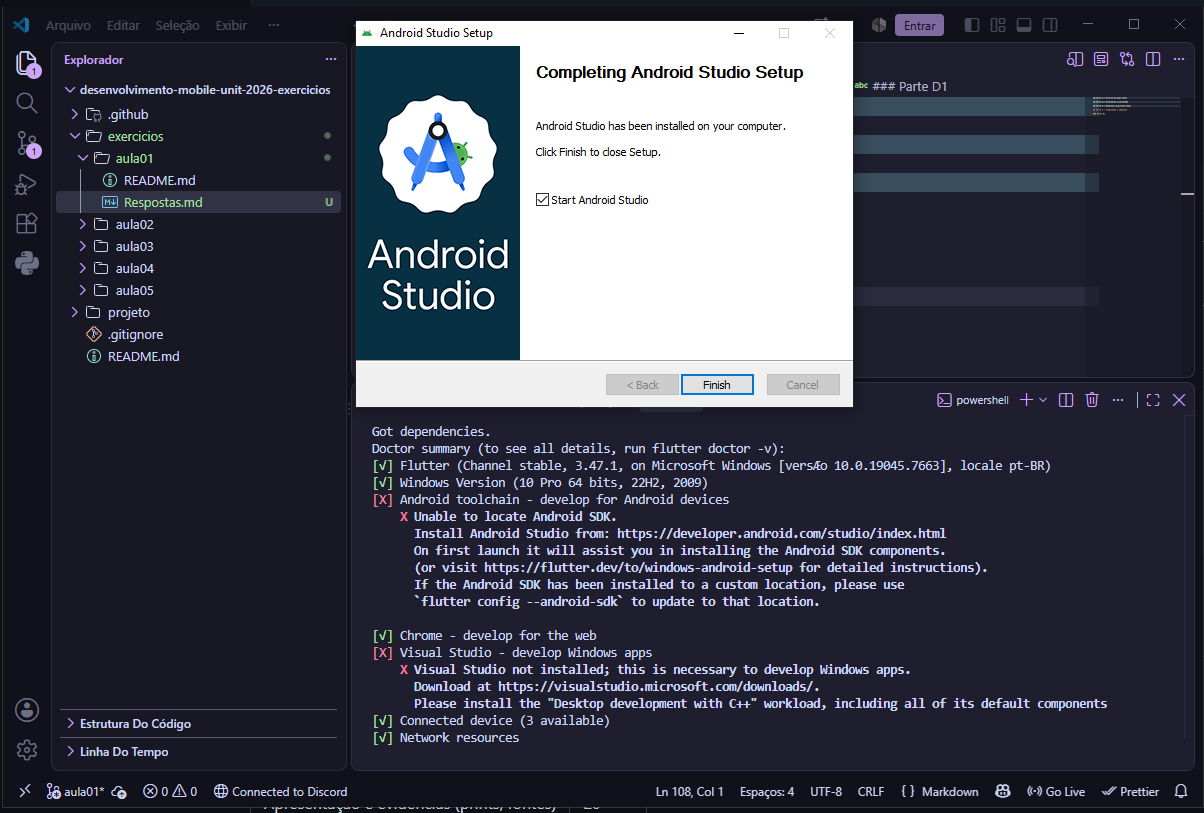 Arquivo Editar Seleção Exibir ···
Entrar
Explorador ···
desenvolvimento-mobile-unit-2026-exercicios
.github
exercicios
aula01
README.md
Respostas.md U
aula02
aula03
aula04
aula05
projeto
.gitignore
README.md
Estrutura Do Código
Linha Do Tempo
1
1
Android Studio Setup
Android
Studio
Completing Android Studio Setup
Android Studio has been installed on your computer.
Click Finish to close Setup.
Start Android Studio
< Back Finish Cancel
abc ### Parte D1
powershell
Got dependencies.
Doctor summary (to see all details, run flutter doctor -v):
[√] Flutter (Channel stable, 3.47.1, on Microsoft Windows [versÆo 10.0.19045.7663], locale pt-BR)
[√] Windows Version (10 Pro 64 bits, 22H2, 2009)
[X] Android toolchain - develop for Android devices
X Unable to locate Android SDK.
Install Android Studio from: https://developer.android.com/studio/index.html
On first launch it will assist you in installing the Android SDK components.
(or visit https://flutter.dev/to/windows-android-setup for detailed instructions).
If the Android SDK has been installed to a custom location, please use
`flutter config --android-sdk` to update to that location.
[√] Chrome - develop for the web
[X] Visual Studio - develop Windows apps
X Visual Studio not installed; this is necessary to develop Windows apps.
Download at https://visualstudio.microsoft.com/downloads/.
Please install the "Desktop development with C++" workload, including all of its default components
[√] Connected device (3 available)
[√] Network resources
aula01* 0 0 Connected to Discord Ln 108, Col 1 Espaços: 4 UTF-8 CRLF { } Markdown Go Live Prettier